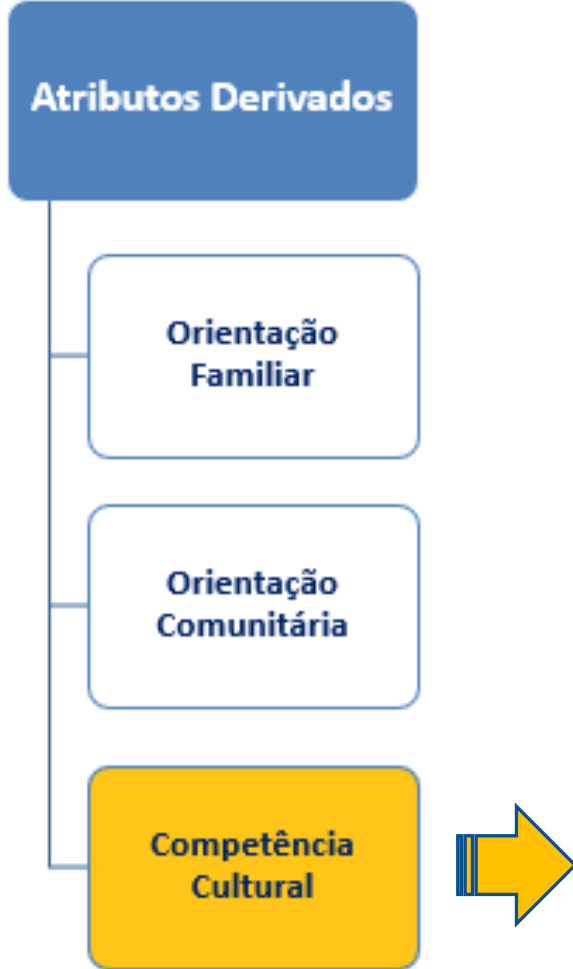 Atributos Derivados
Orientação
Familiar
Orientação
Comunitária
Competência
Cultural